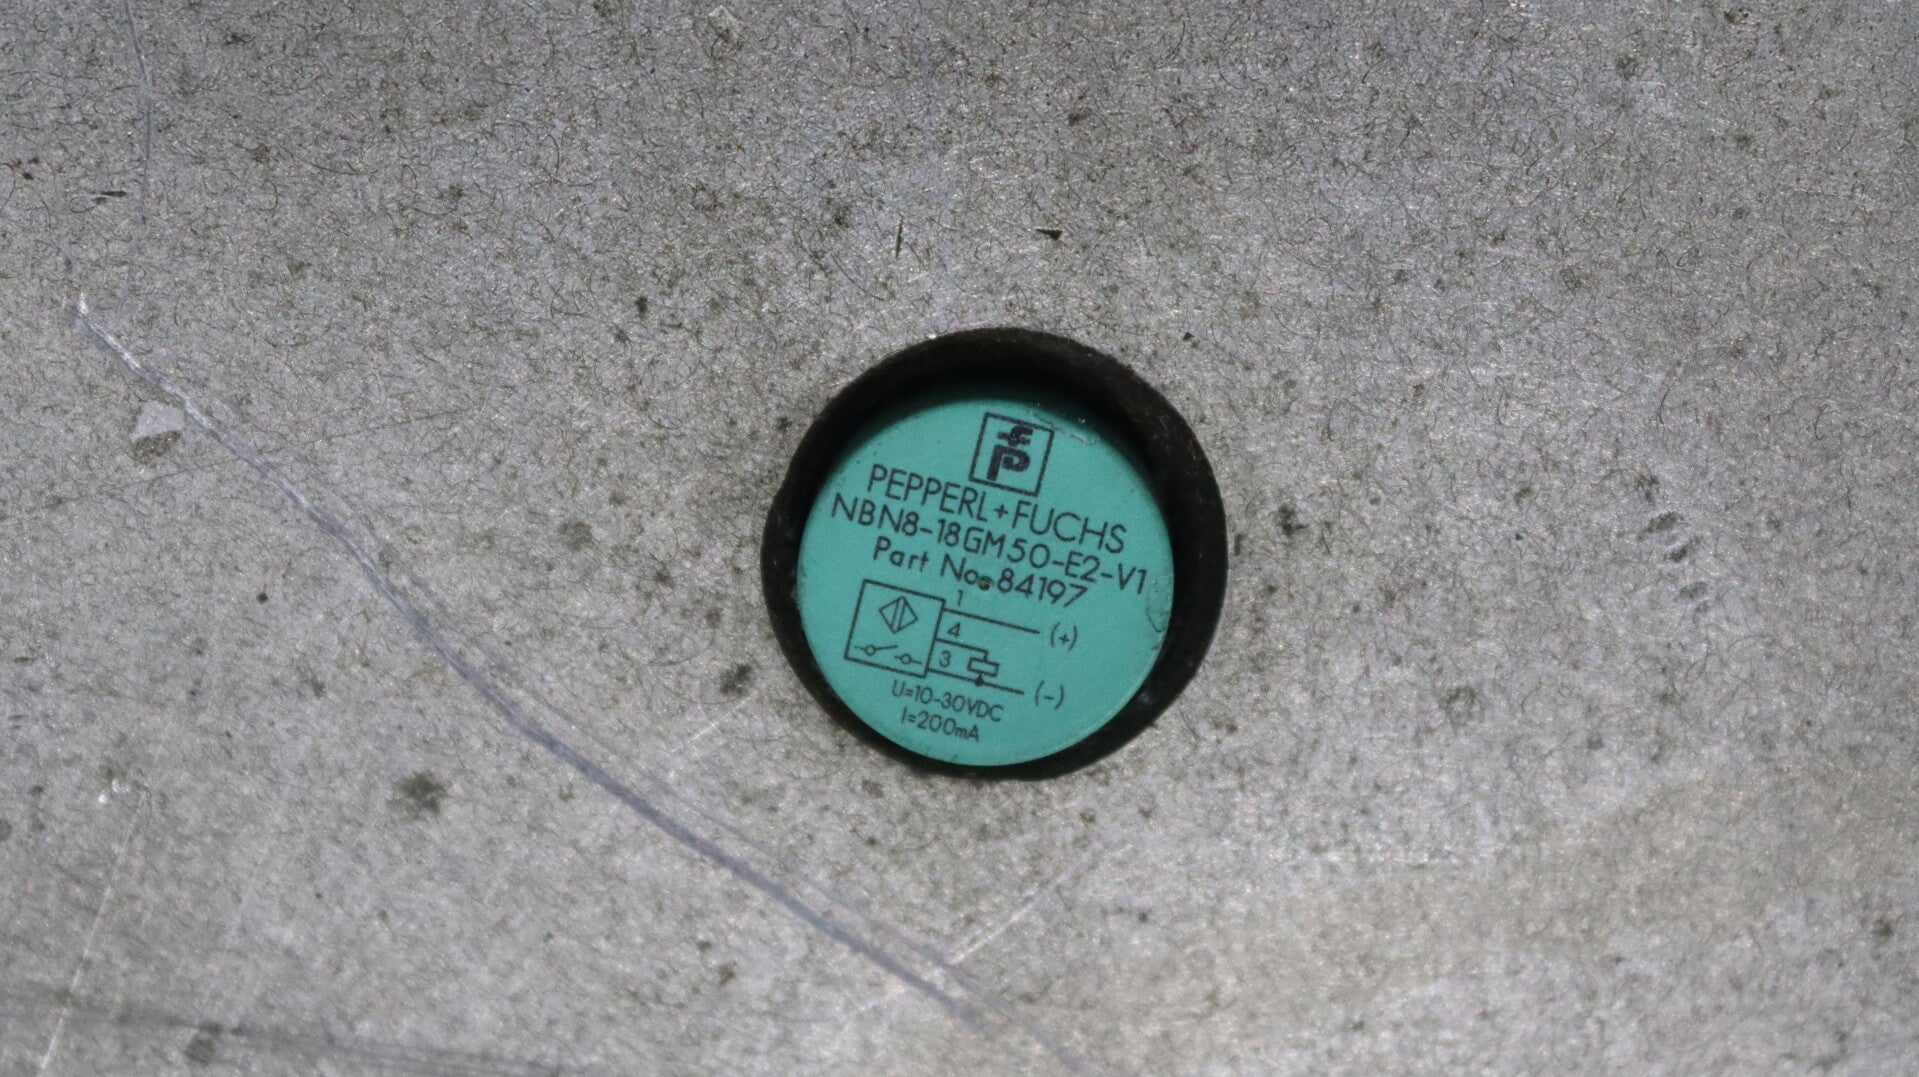 PEPPERL+FUCHS
NBN8-18GM50-E2-V1
Part No. 84197
1
4
(+)
3
(-)
U=10-30VDC
I=200mA